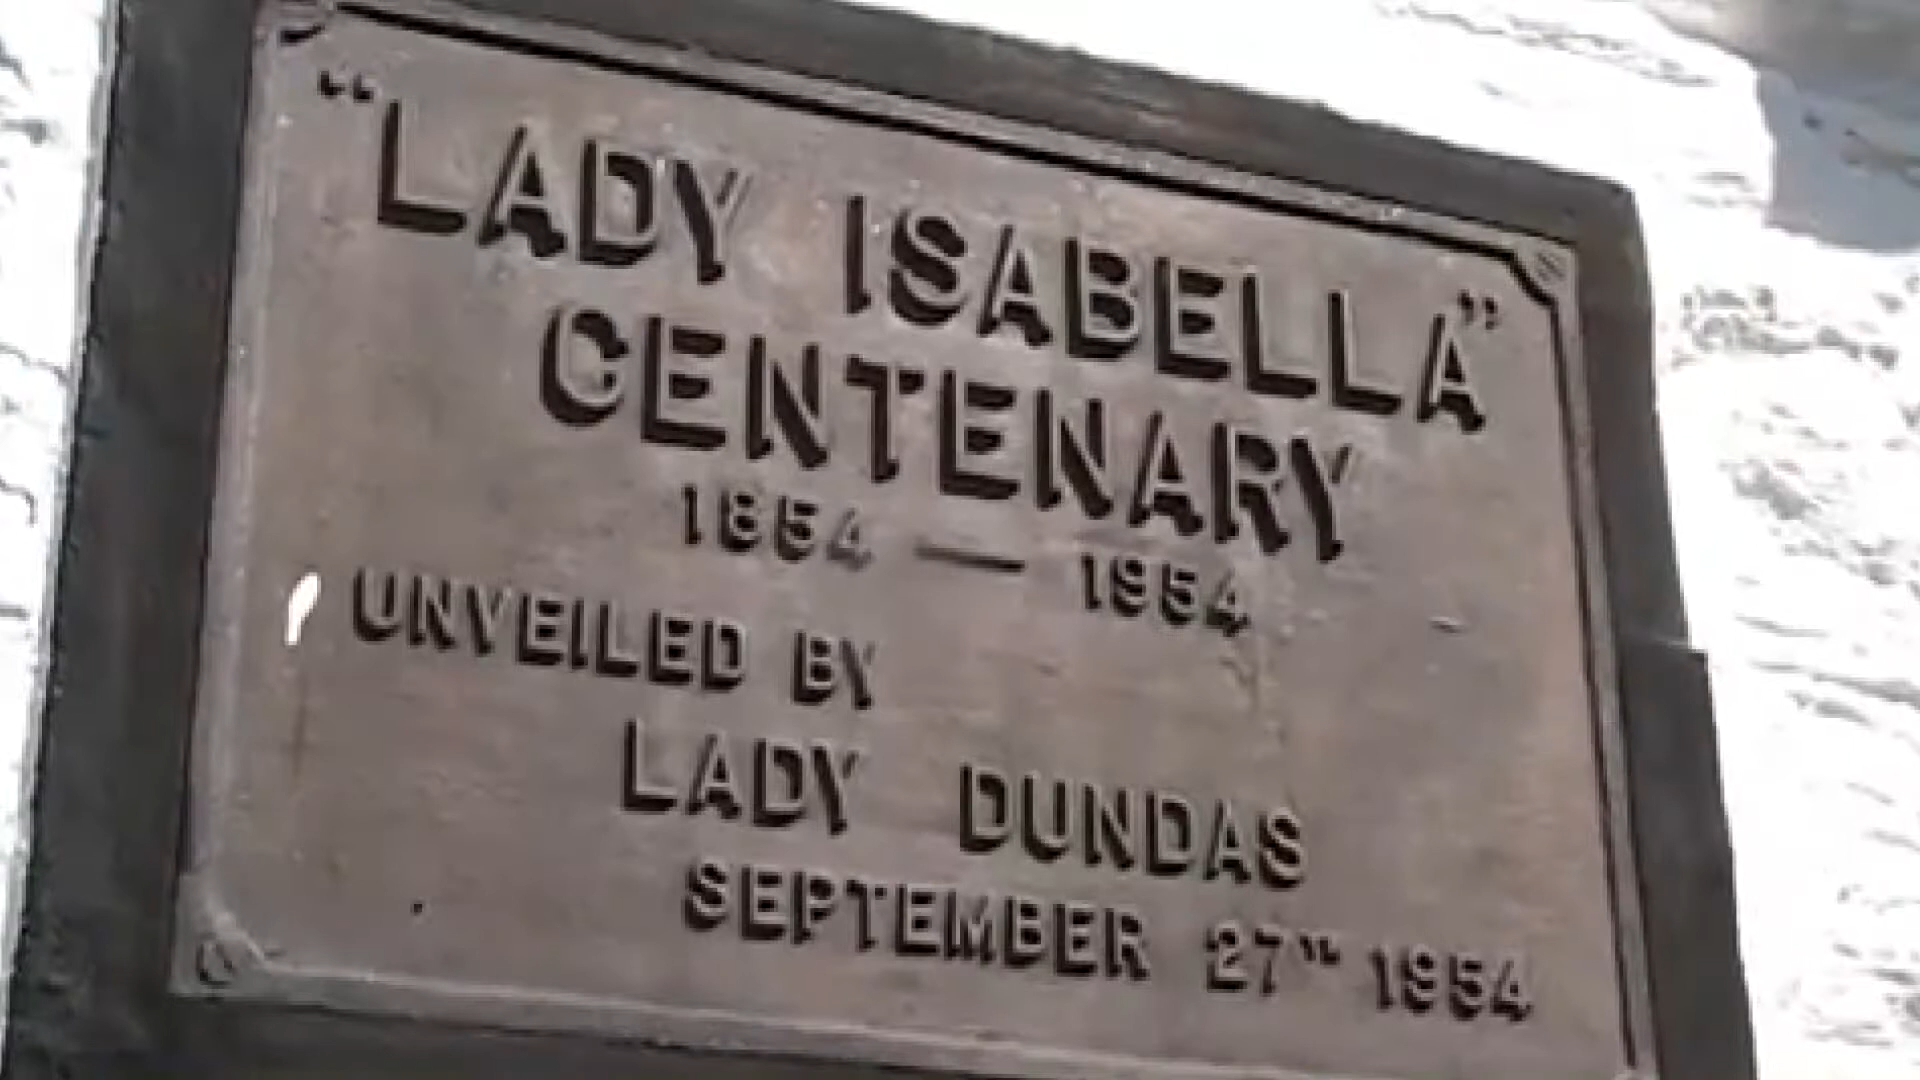 "LADY ISABELLA"
CENTENARY
1854 — 1954
UNVEILED BY
LADY DUNDAS
SEPTEMBER 27TH 1954